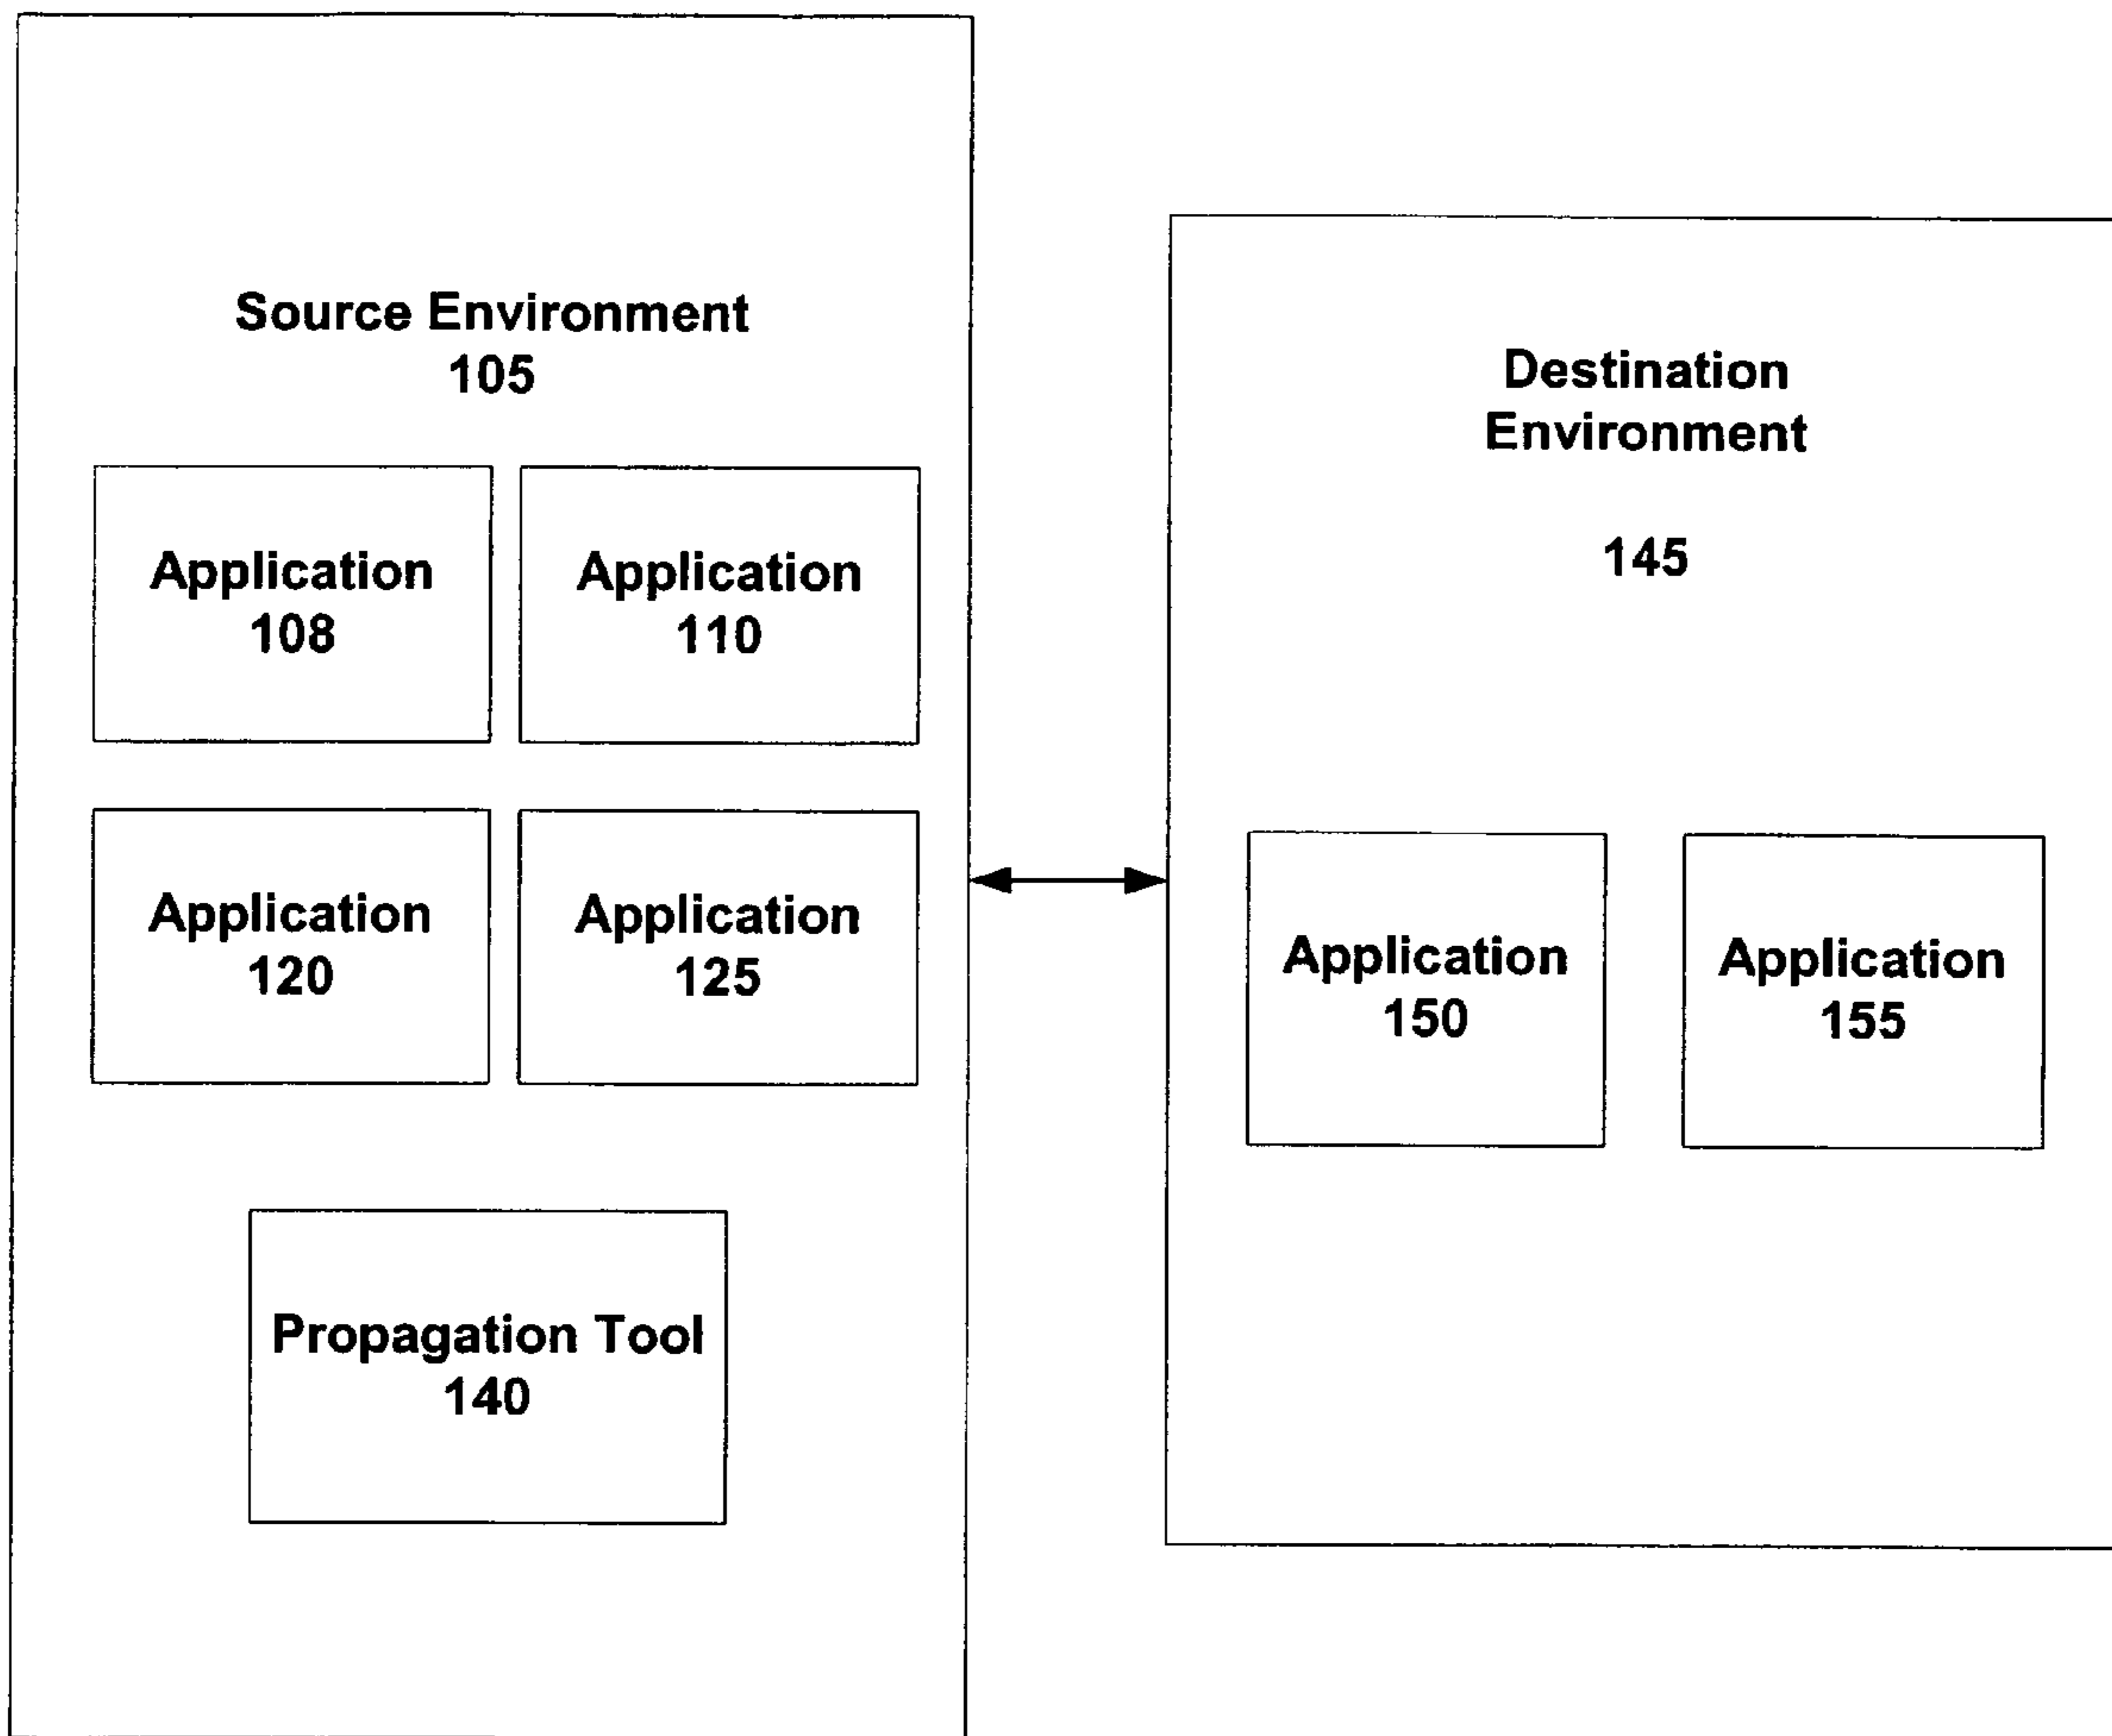 Source Environment
105
Application
108
Application
110
Application
120
Application
125
Propagation Tool
140
Destination
Environment
145
Application
150
Application
155